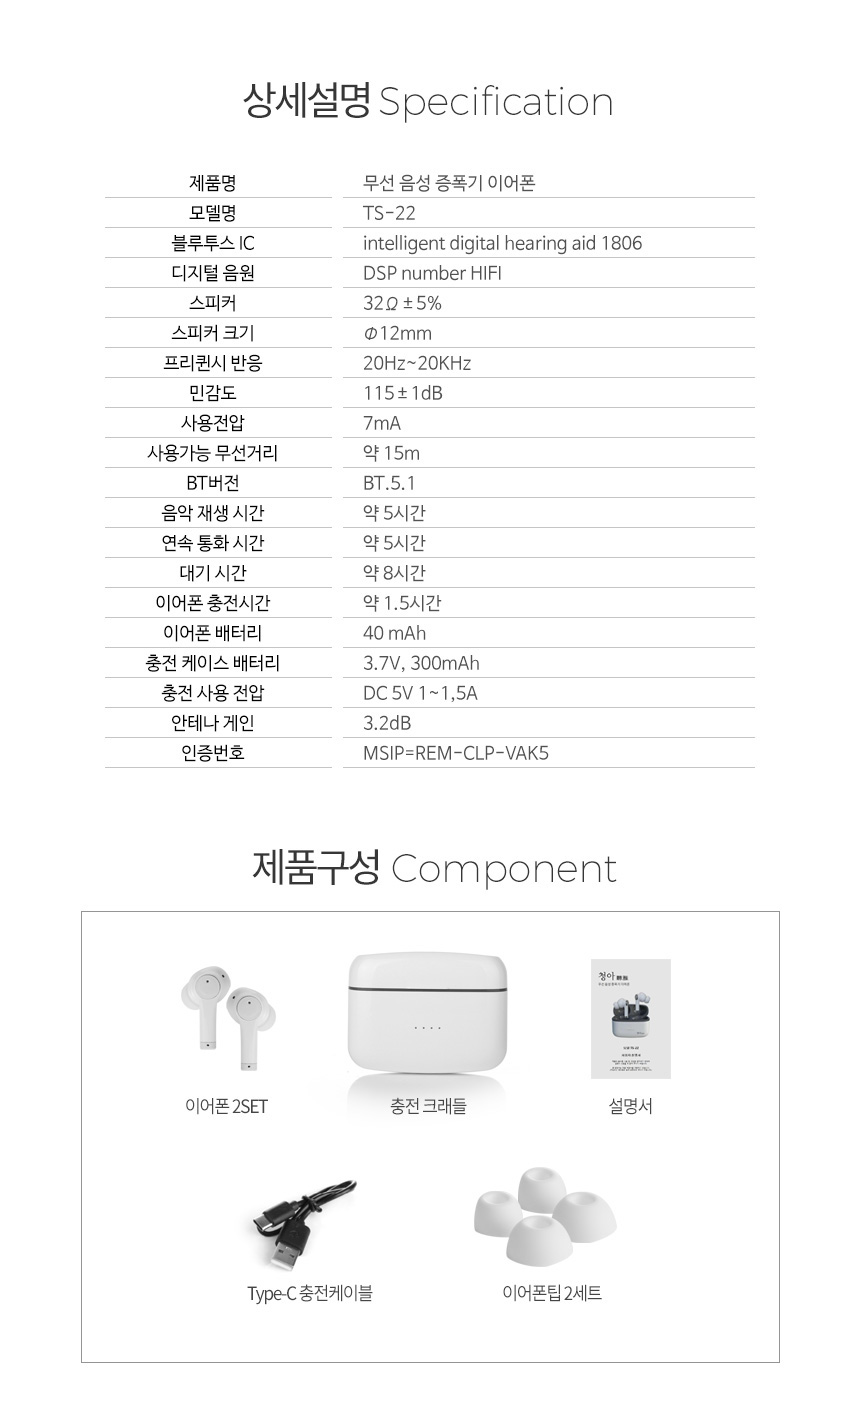 상세설명 Specification
제품명 무선 음성 증폭기 이어폰
모델명 TS-22
블루투스 IC intelligent digital hearing aid 1806
디지털 음원 DSP number HIFI
스피커 32Ω ±5%
스피커 크기 Φ12mm
프리퀀시 반응 20Hz~20KHz
민감도 115±1dB
사용전압 7mA
사용가능 무선거리 약 15m
BT버전 BT.5.1
음악 재생 시간 약 5시간
연속 통화 시간 약 5시간
대기 시간 약 8시간
이어폰 충전시간 약 1.5시간
이어폰 배터리 40 mAh
충전 케이스 배터리 3.7V, 300mAh
충전 사용 전압 DC 5V 1~1,5A
안테나 게인 3.2dB
인증번호 MSIP=REM-CLP-VAK5
제품구성 Component
청아
이어폰 2SET
충전 크래들
설명서
Type-C 충전케이블
이어폰팁 2세트